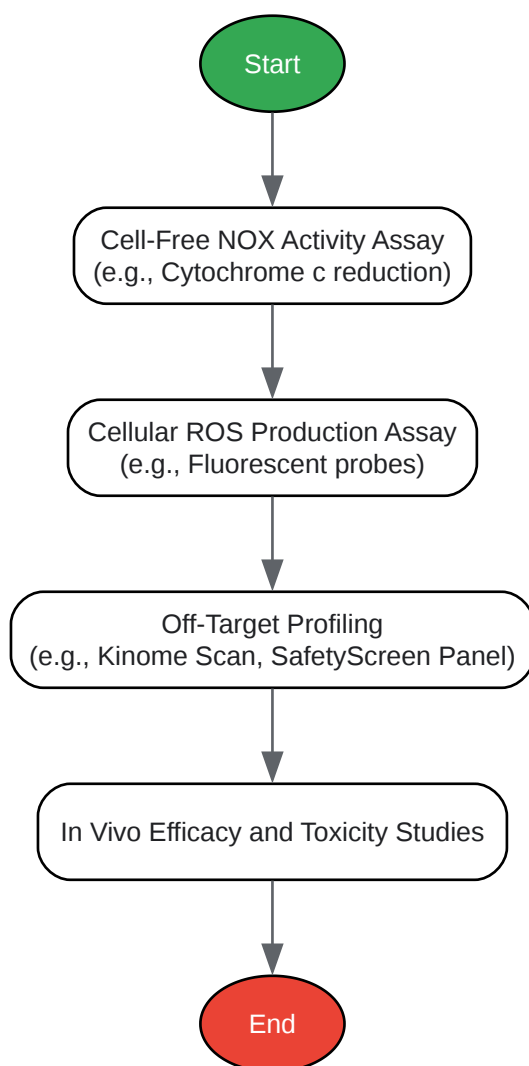 Start
Cell-Free NOX Activity Assay
(e.g., Cytochrome c reduction)
Cellular ROS Production Assay
(e.g., Fluorescent probes)
Off-Target Profiling
(e.g., Kinome Scan, SafetyScreen Panel)
In Vivo Efficacy and Toxicity Studies
End